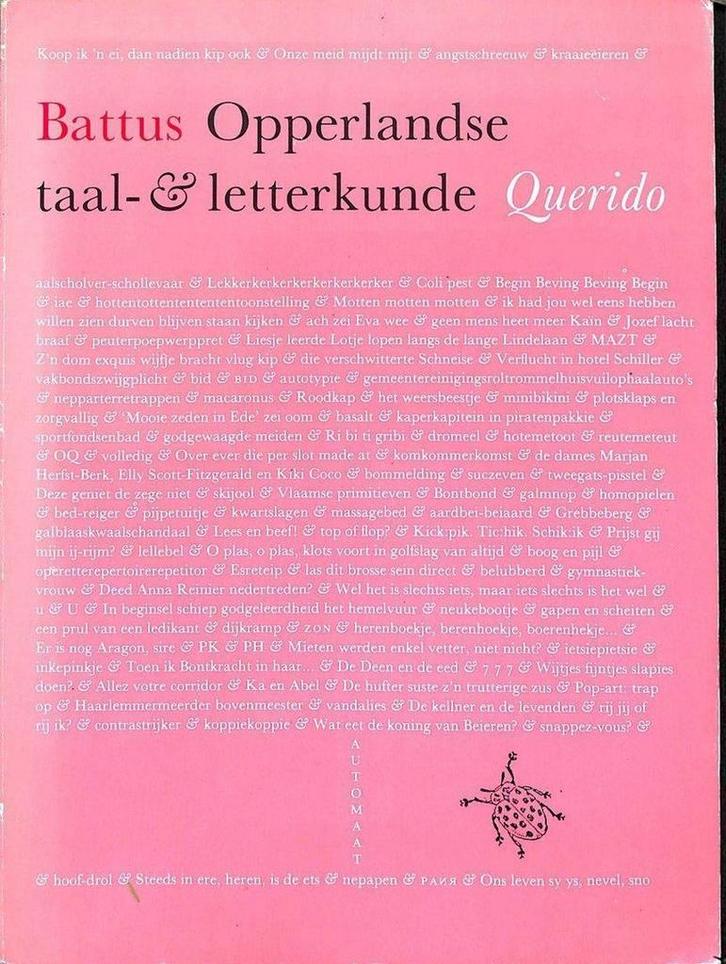 Koop ik 'n ei, dan nadien kip ook & Onze meid mijdt mijt & angstschreeuw & kraaieëieren &
Battus Opperlandse
taal- & letterkunde Querido
aalscholver-schollevaar & Lekkerkerkerkerkerkerkerker & Coli pest & Begin Beving Beving Begin
& iae & hottentottententententoonstelling & Motten motten motten & ik had jou wel eens hebben
willen zien durven blijven staan kijken & ach zei Eva wee & geen mens heet meer Kaïn & Jozef lacht
braaf & peuterpoepwerppret & Liesje leerde Lotje lopen langs de lange Lindelaan & MAZT &
Z'n dom exquis wijfje bracht vlug kip & die verschwitterte Schneise & Verflucht in hotel Schiller &
vakbondszwijgplicht & bid & BID & autotypie & gemeentereinigingsroltrommelhuisvuilophaalauto's
& nepparterretrappen & macaronus & Roodkap & het weersbeestje & minibikini & plotsklaps en
zorgvallig & 'Mooie zeden in Ede' zei oom & basalt & kaperkapitein in piratenpakkie &
sportfondsenbad & godgewaagde meiden & Ri bi ti gribi & dromeel & hotemetoot & reutemeteut
& OQ & volledig & Over ever die per slot made at & komkommerkomst & de dames Marjan
Herfst-Berk, Elly Scott-Fitzgerald en Kiki Coco & bommelding & suczeven & tweegats-pisstel &
Deze geniet de zege niet & skijool & Vlaamse primitieven & Bontbond & galmnop & homopielen
& bed-reiger & pijpetuitje & kwartslagen & massagebed & aardbei-beiaard & Grebbeberg &
galblaaskwaalschandaal & Lees en beef! & top of flop? & Kick:pik. Tic:hik. Schik:ik & Prijst gij
mijn ij-rijm? & lellebel & O plas, o plas, klots voort in golfslag van altijd & boog en pijl &
operetterepertoirerepetitor & Esreteip & las dit brosse sein direct & belubberd & gymnastiek-
vrouw & Deed Anna Reinier nedertreden? & Wel het is slechts iets, maar iets slechts is het wel &
u & U & In beginsel schiep godgeleerdheid het hemelvuur & neukebootje & gapen en scheiten &
een prul van een ledikant & dijkramp & ZON & herenboekje, berenhoekje, boerenhekje... &
Er is nog Aragon, sire & PK & PH & Mieten werden enkel vetter, niet nicht? & ietsiepietsie &
inkepinkje & Toen ik Bontkracht in haar... & De Deen en de eed & 7 7 7 & Wijtjes fijntjes slapies
doen? & Allez votre corridor & Ka en Abel & De hufter suste z'n trutterige zus & Pop-art: trap
op & Haarlemmermeerder bovenmeester & vandalies & De kellner en de levenden & rij jij of
rij ik? & contrastrijker & koppiekoppie & Wat eet de koning van Beieren? & snappez-vous? &
A
U
T
O
M
A
A
T
& hoof-drol & Steeds in ere, heren, is de ets & nepapen & РАИЯ & Ons leven sy ys, nevel, sno